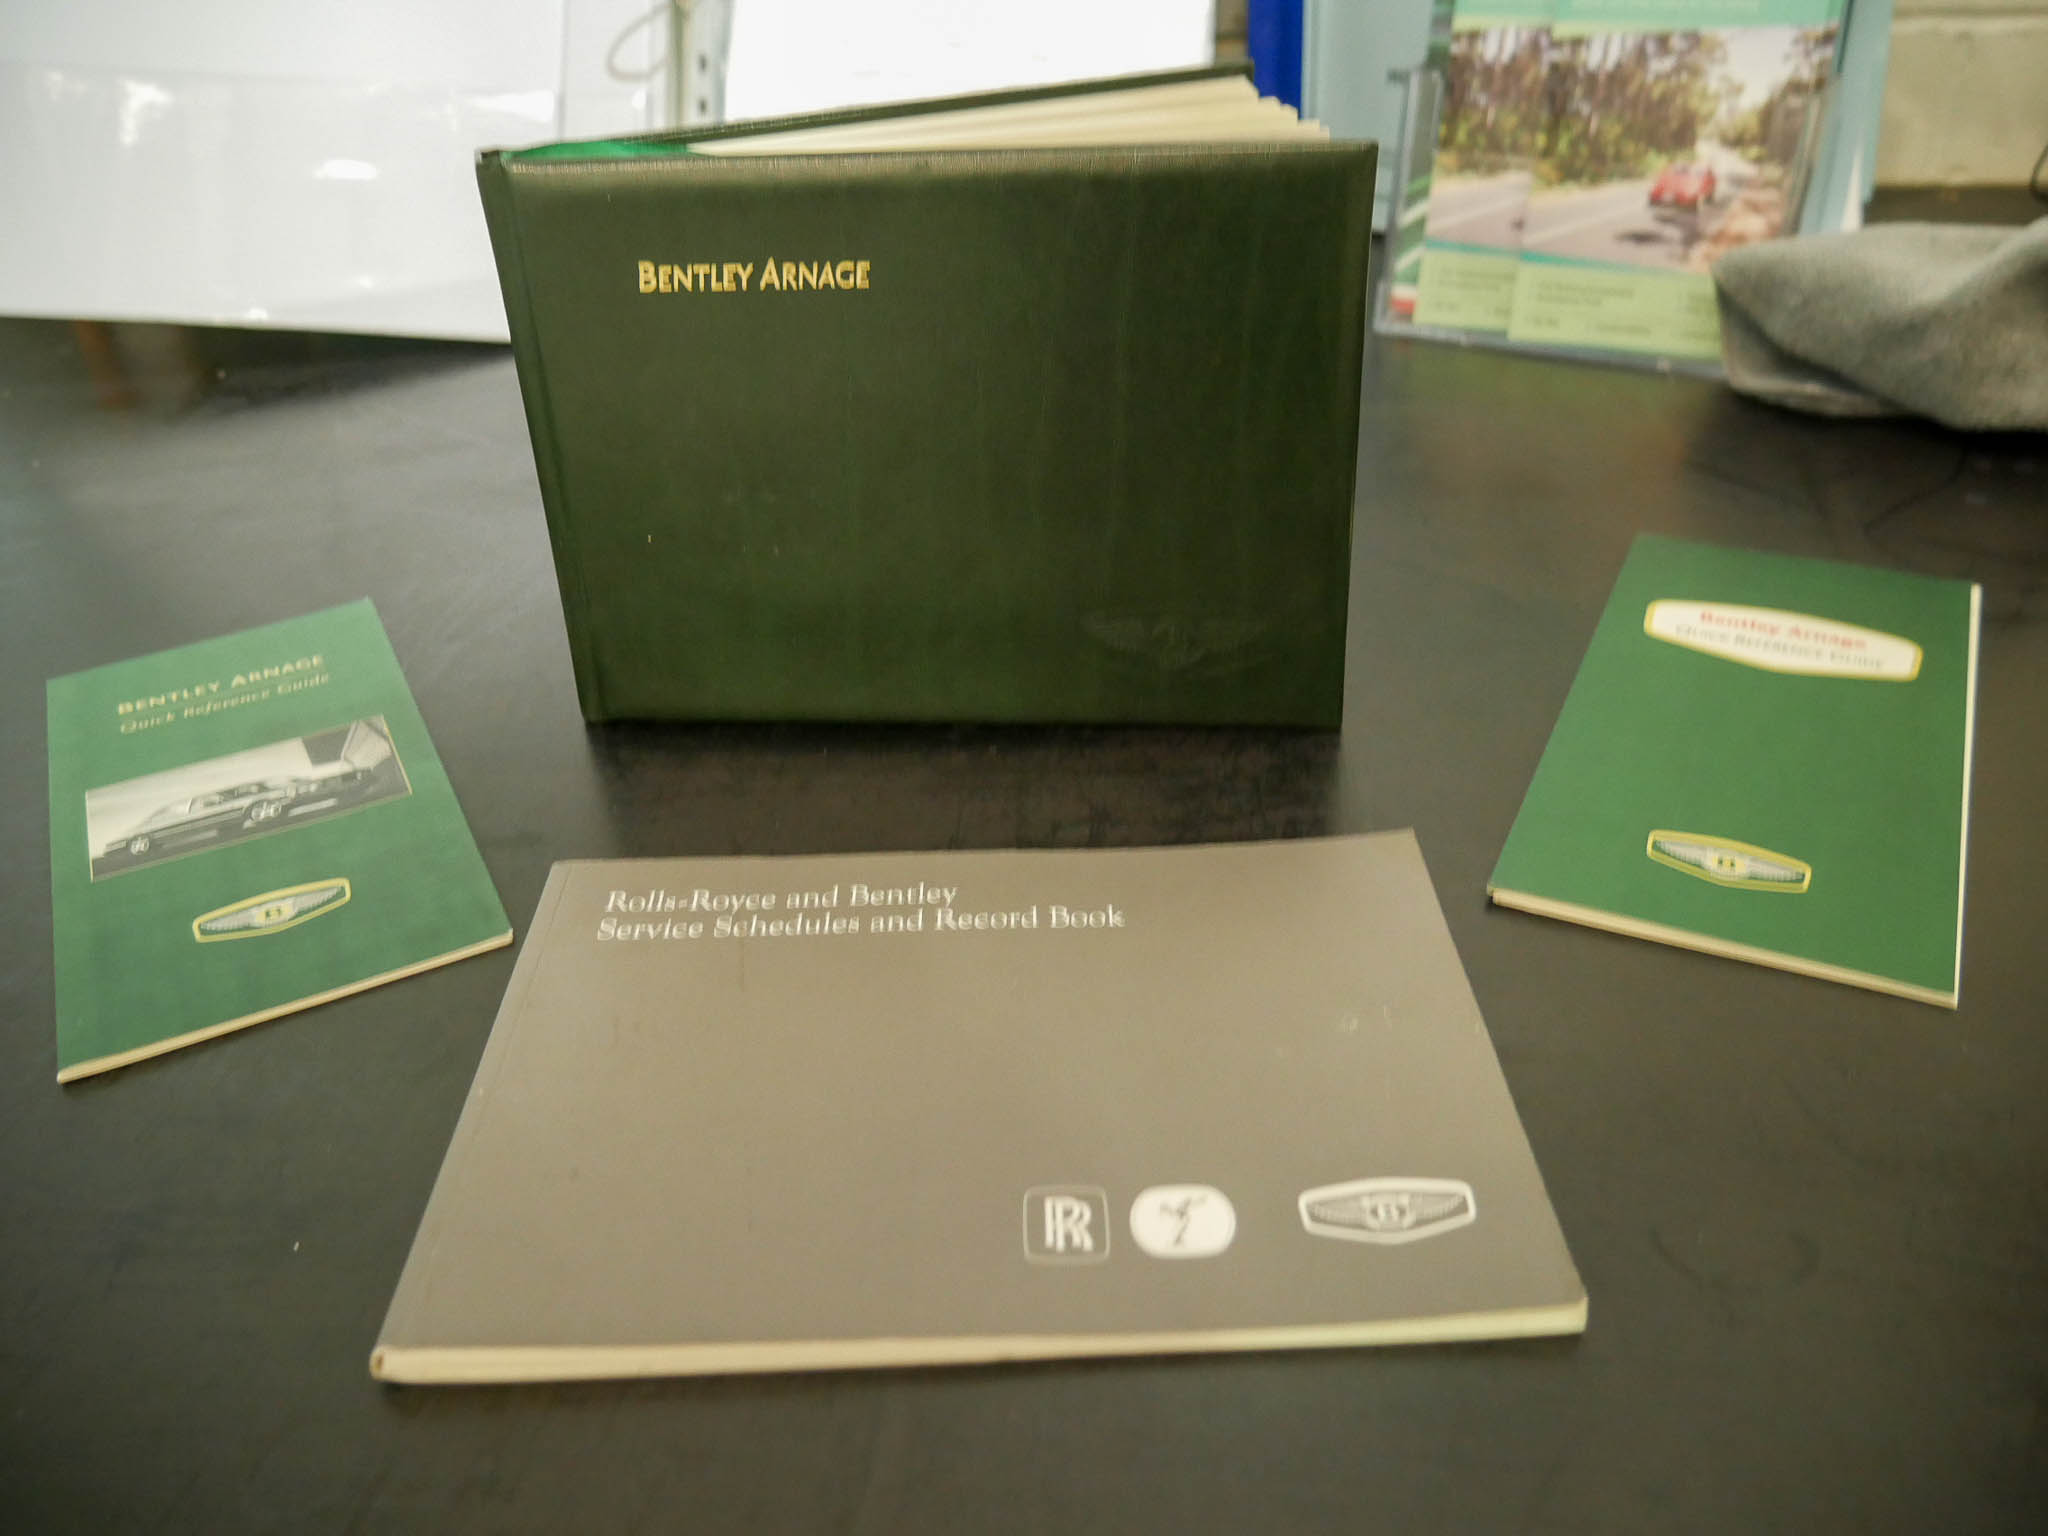 BENTLEY ARNAGE
BENTLEY ARNAGE
Quick Reference Guide
B
Bentley Arnage
QUICK REFERENCE GUIDE
B
Rolls-Royce and Bentley
Service Schedules and Record Book
RR
B